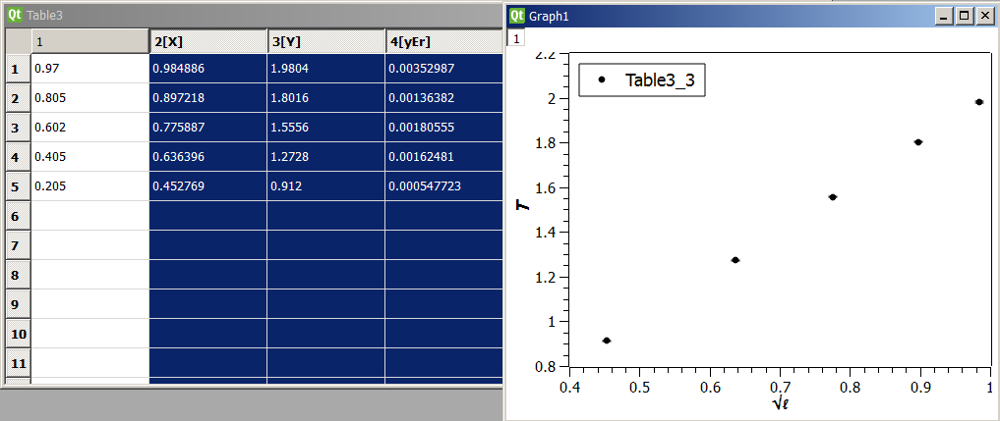 Qt Table3
1 2[X] 3[Y] 4[yEr]
1 0.97 0.984886 1.9804 0.00352987
2 0.805 0.897218 1.8016 0.00136382
3 0.602 0.775887 1.5556 0.00180555
4 0.405 0.636396 1.2728 0.00162481
5 0.205 0.452769 0.912 0.000547723
6
7
8
9
10
11
Qt Graph1
1
2.2
2
1.8
1.6
1.4
1.2
1
0.8
Table3_3
T
0.4 0.5 0.6 0.7 0.8 0.9 1
√ℓ